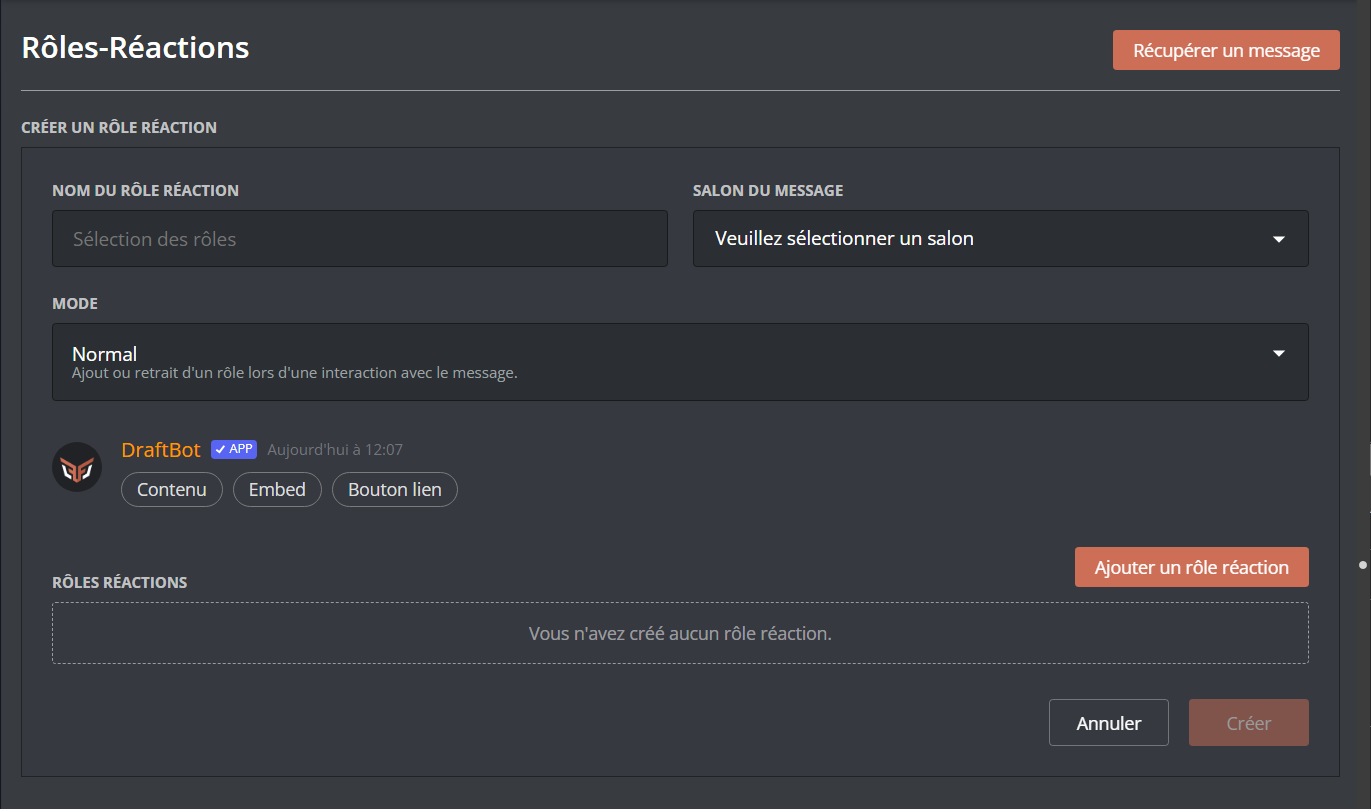 Rôles-Réactions
Récupérer un message
CRÉER UN RÔLE RÉACTION
NOM DU RÔLE RÉACTION
SALON DU MESSAGE
Sélection des rôles
Veuillez sélectionner un salon
MODE
Normal
Ajout ou retrait d'un rôle lors d'une interaction avec le message.
DraftBot ✓ APP Aujourd'hui à 12:07
Contenu Embed Bouton lien
Ajouter un rôle réaction
RÔLES RÉACTIONS
Vous n'avez créé aucun rôle réaction.
Annuler Créer